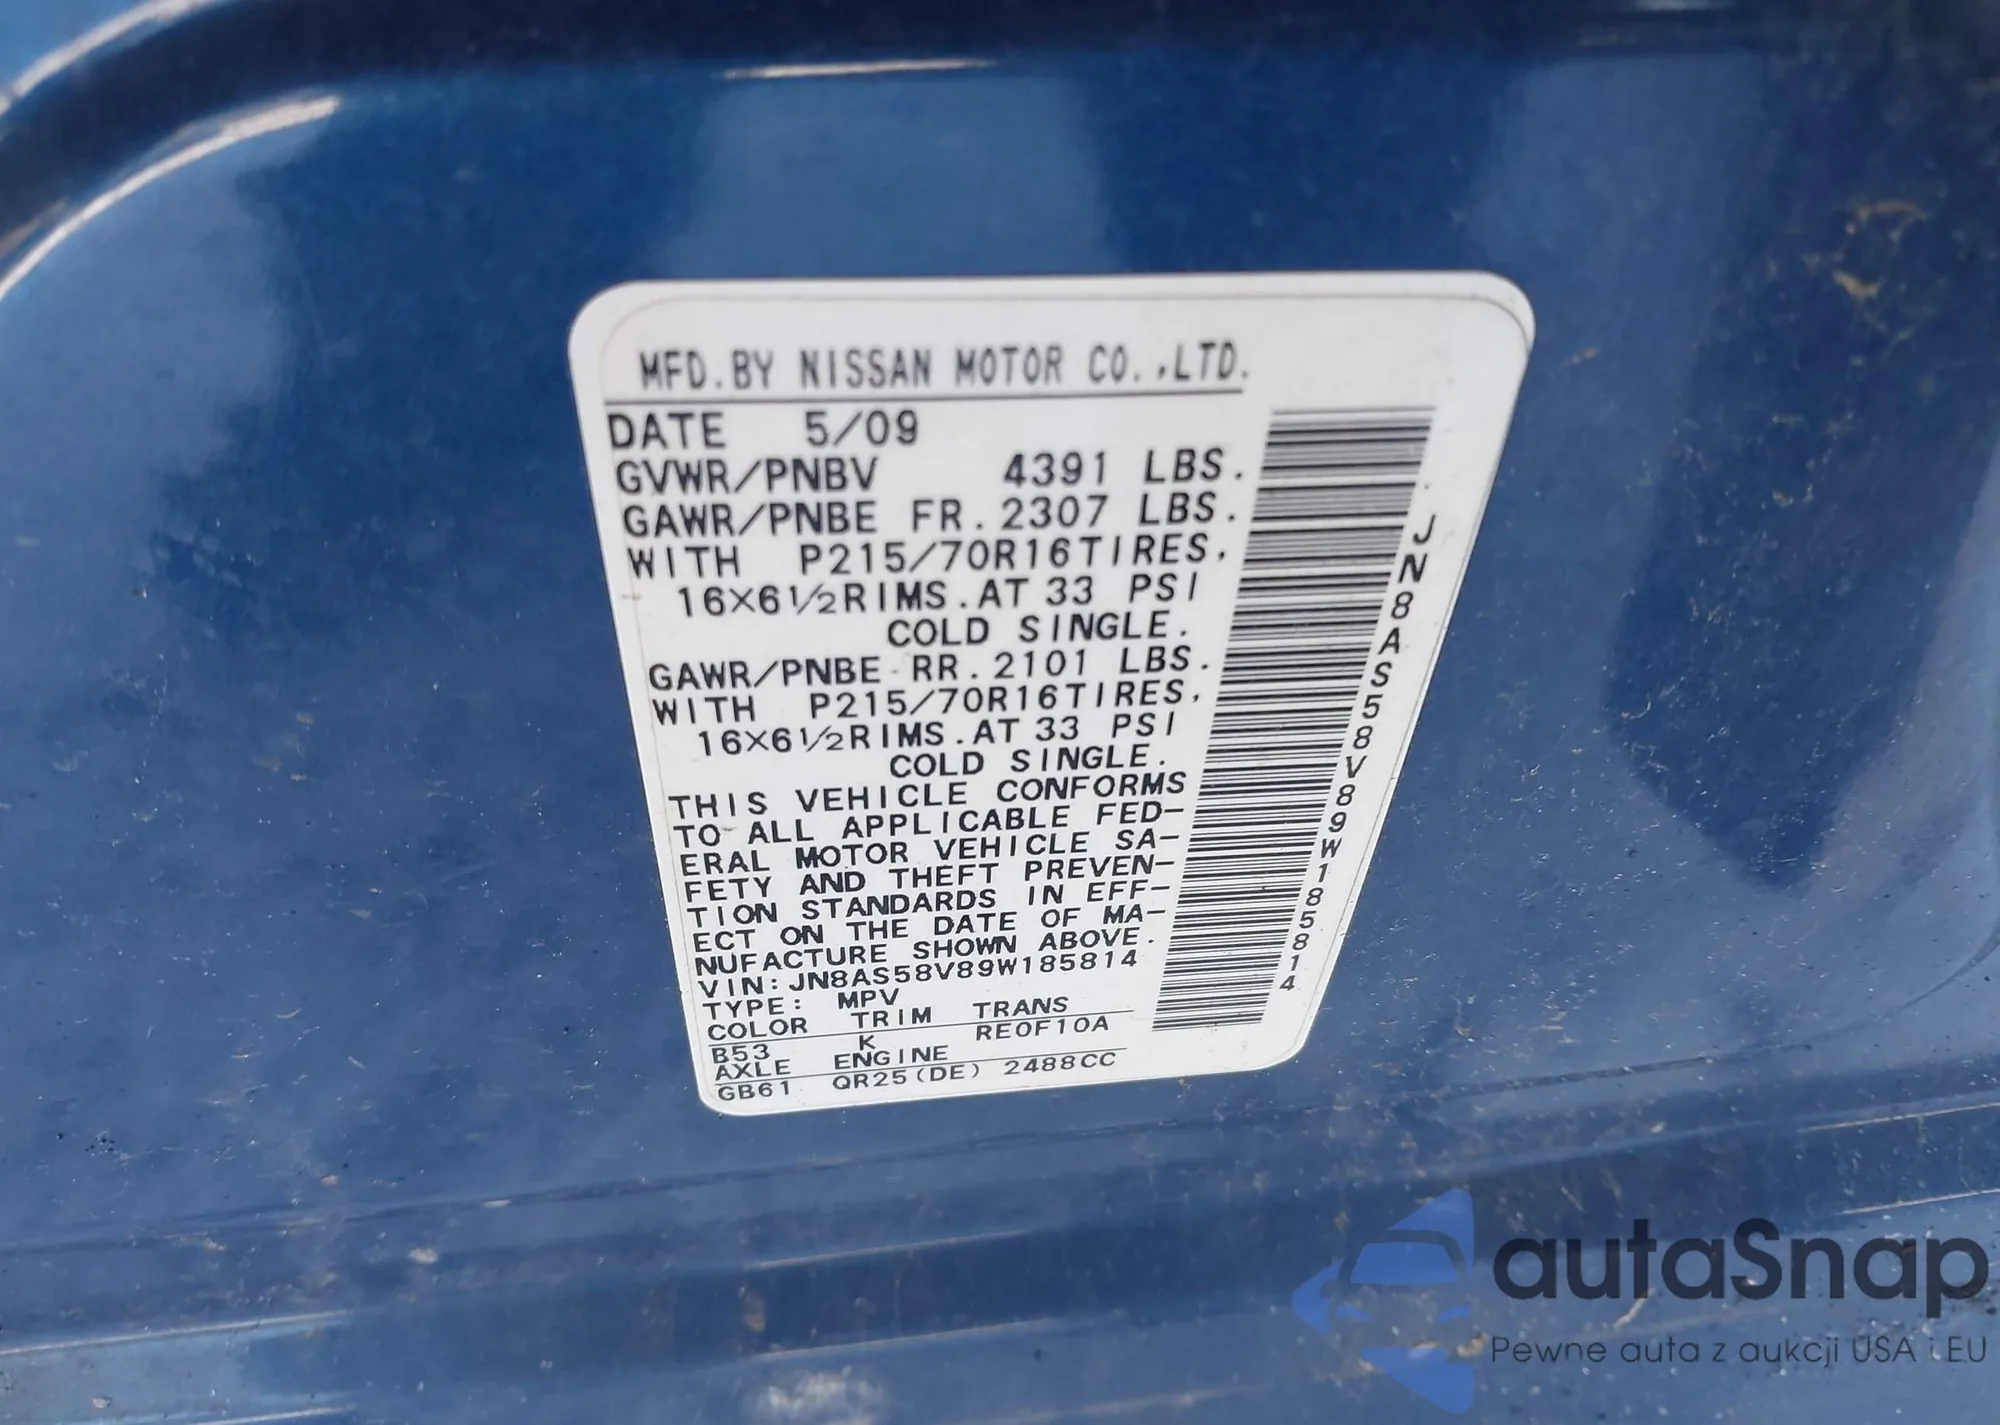 MFD.BY NISSAN MOTOR CO.,LTD.
DATE 5/09
GVWR/PNBV 4391 LBS.
GAWR/PNBE FR.2307 LBS.
WITH P215/70R16TIRES,
16×6½RIMS.AT 33 PSI
COLD SINGLE.
GAWR/PNBE RR.2101 LBS.
WITH P215/70R16TIRES,
16×6½RIMS.AT 33 PSI
COLD SINGLE.
THIS VEHICLE CONFORMS
TO ALL APPLICABLE FED-
ERAL MOTOR VEHICLE SA-
FETY AND THEFT PREVEN-
TION STANDARDS IN EFF-
ECT ON THE DATE OF MA-
NUFACTURE SHOWN ABOVE.
VIN:JN8AS58V89W185814
TYPE: MPV
COLOR TRIM TRANS
B53 K RE0F10A
AXLE ENGINE
GB61 QR25(DE) 2488CC
JN8AS58V89W185814
autaSnap
Pewne auta z aukcji USA i EU